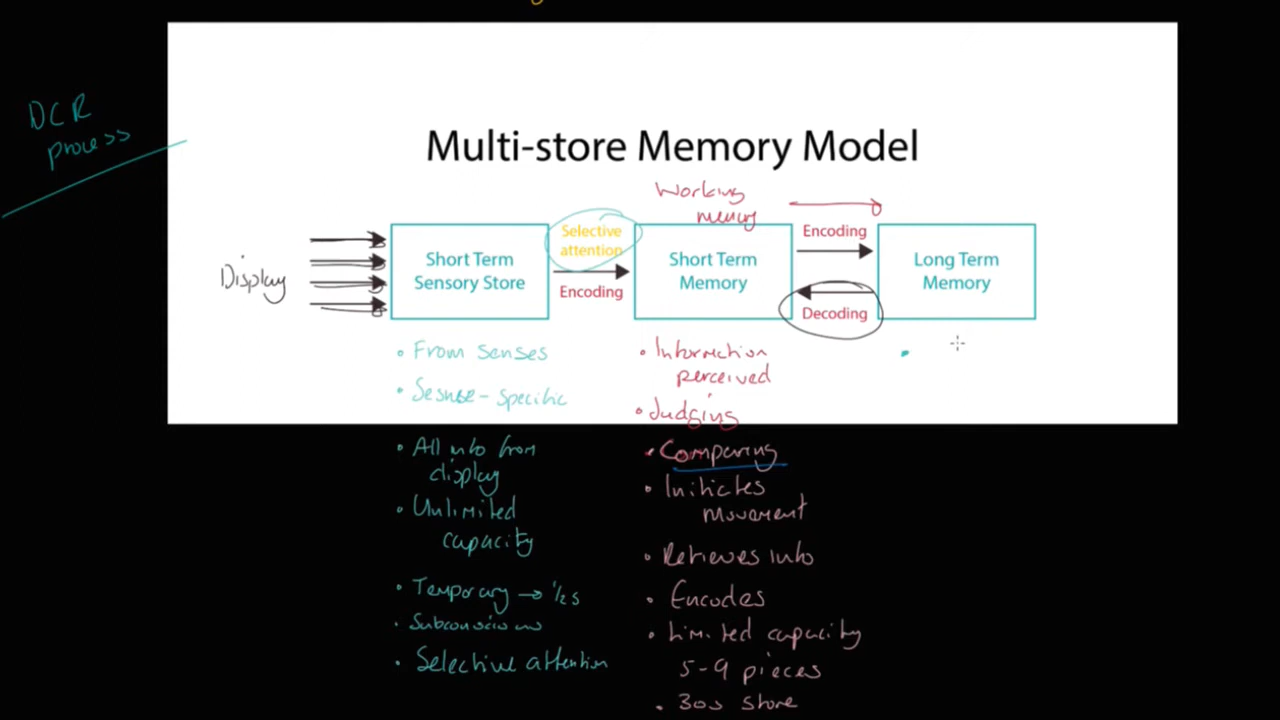 DCR
process
Multi-store Memory Model
Working
memory
Display
Short Term
Sensory Store
Selective
attention
Encoding
Short Term
Memory
Encoding
Decoding
Long Term
Memory
• From senses
• Sesnse-specific
• All info from
display
• Unlimited
capacity
• Temporary → 1/2 s
• Subconscious
• Selective attention
• Information
perceived
• Judging
• Comparing
• Initiates
movement
• Retrieves info
• Encodes
• Limited capacity
5-9 pieces
• 30s store